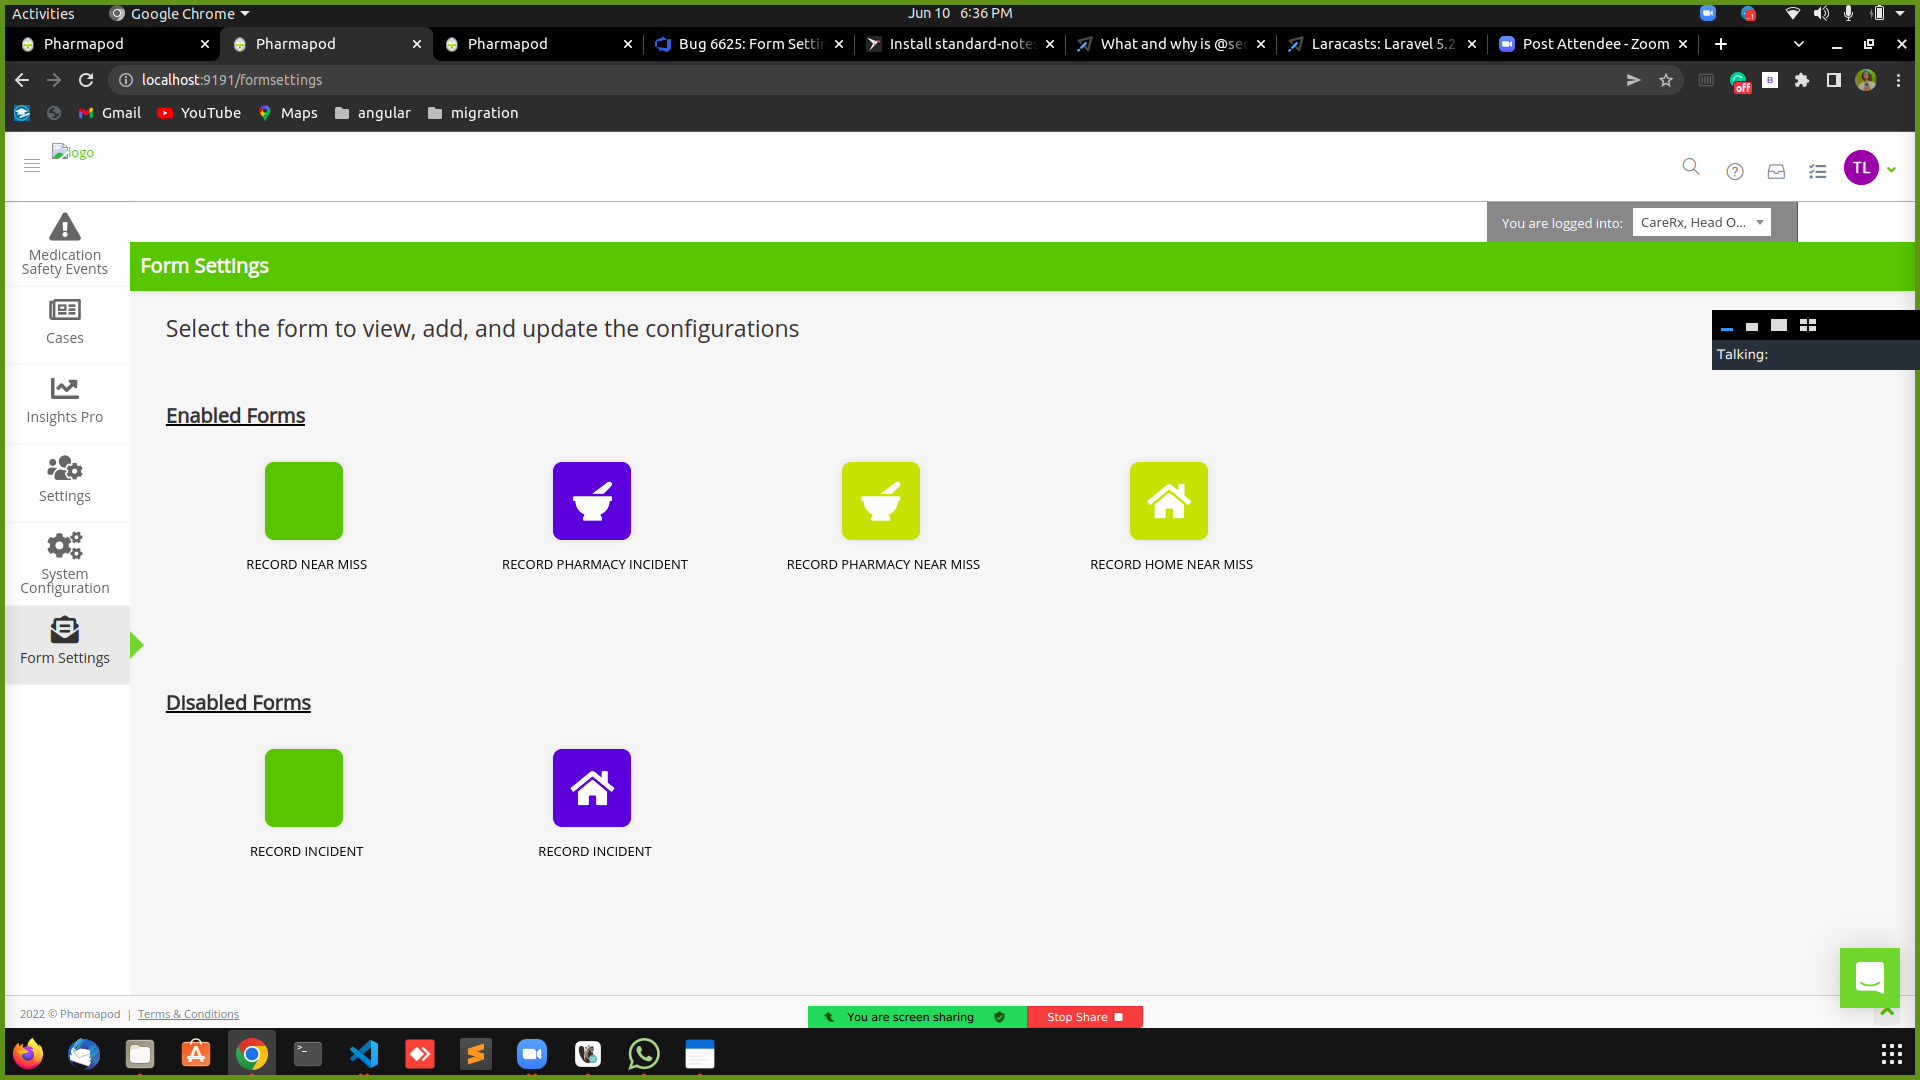 Activities
Google Chrome
Jun 10 6:36 PM
Pharmapod
Pharmapod
Pharmapod
Bug 6625: Form Settin
Install standard-note
What and why is @sec
Laracasts: Laravel 5.2
Post Attendee - Zoom
localhost:9191/formsettings
off
Gmail
YouTube
Maps
angular
migration
logo
TL
You are logged into:
CareRx, Head O...
Medication
Safety Events
Cases
Insights Pro
Settings
System
Configuration
Form Settings
Form Settings
Select the form to view, add, and update the configurations
Talking:
Enabled Forms
RECORD NEAR MISS
RECORD PHARMACY INCIDENT
RECORD PHARMACY NEAR MISS
RECORD HOME NEAR MISS
Disabled Forms
RECORD INCIDENT
RECORD INCIDENT
2022 © Pharmapod | Terms & Conditions
You are screen sharing
Stop Share